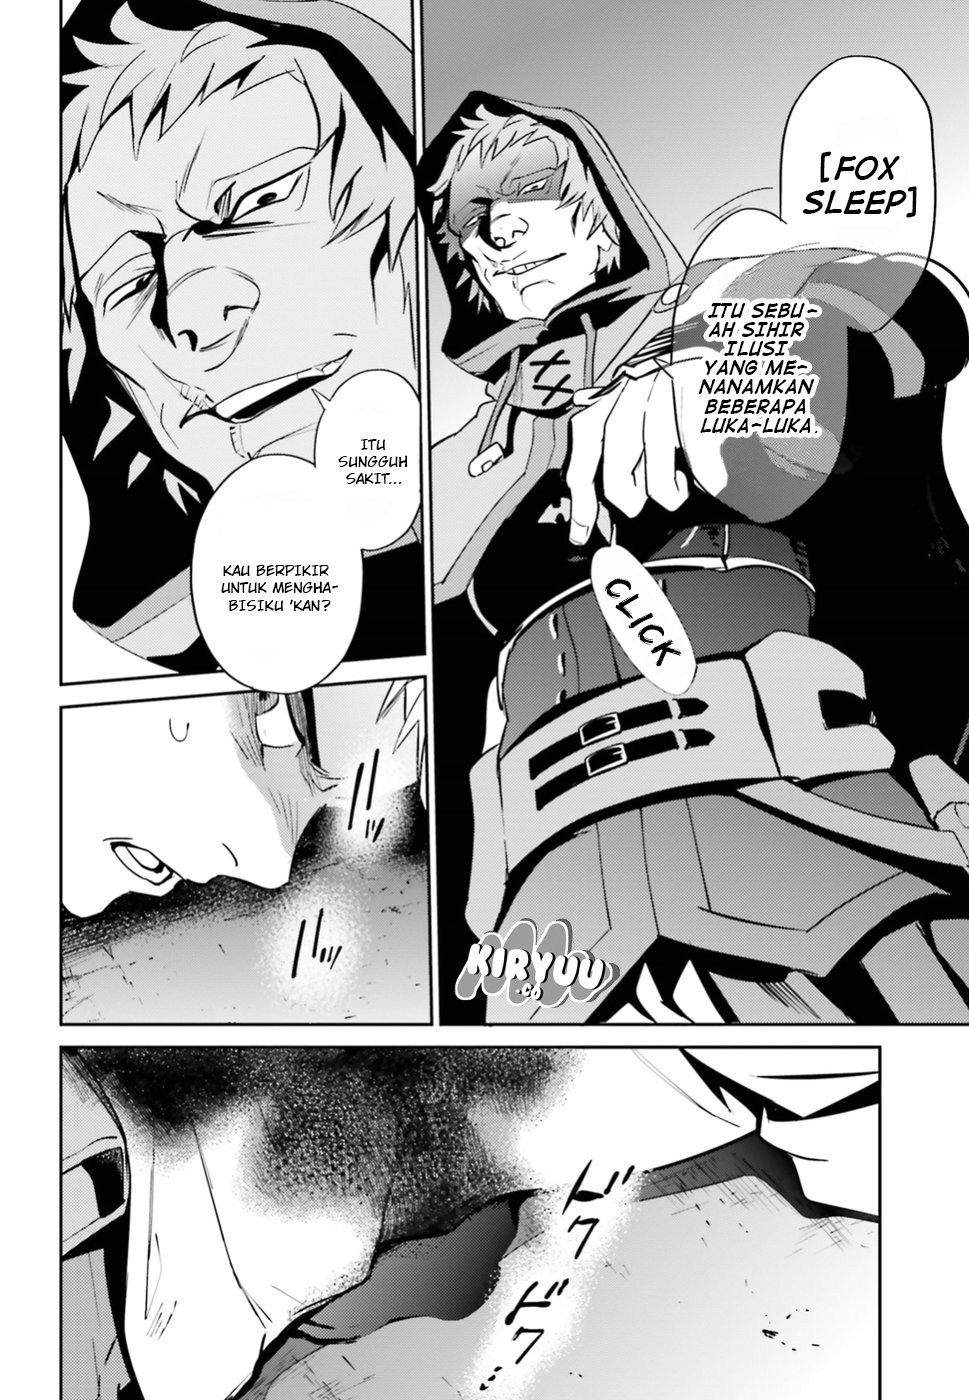 [FOX
SLEEP]
ITU SEBU-
AH SIHIR
ILUSI
YANG ME-
NANAMKAN
BEBERAPA
LUKA-LUKA.
CLICK
ITU
SUNGGUH
SAKIT...
KAU BERPIKIR
UNTUK MENGHA-
BISIKU 'KAN?
ドクドク…
KIRYUU
.CO